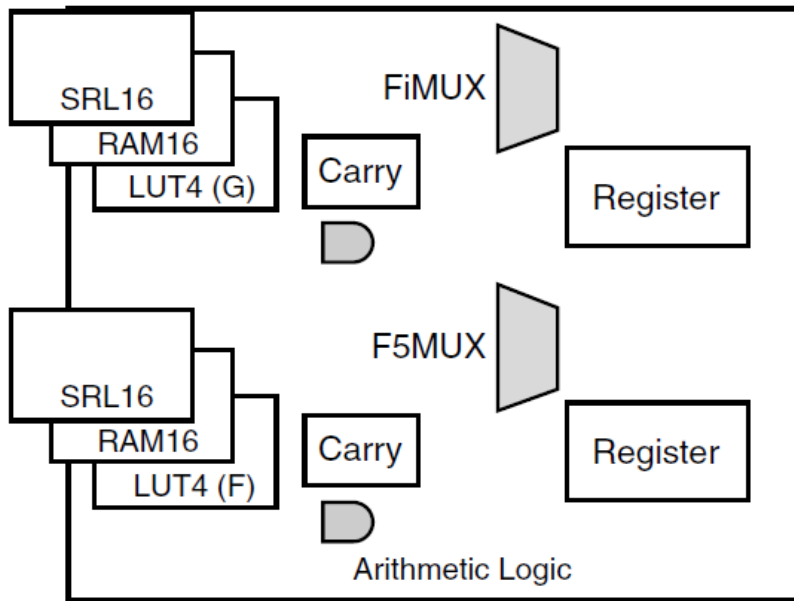 FiMUX
SRL16
RAM16
LUT4 (G)
Carry
Register
F5MUX
SRL16
RAM16
LUT4 (F)
Carry
Register
Arithmetic Logic